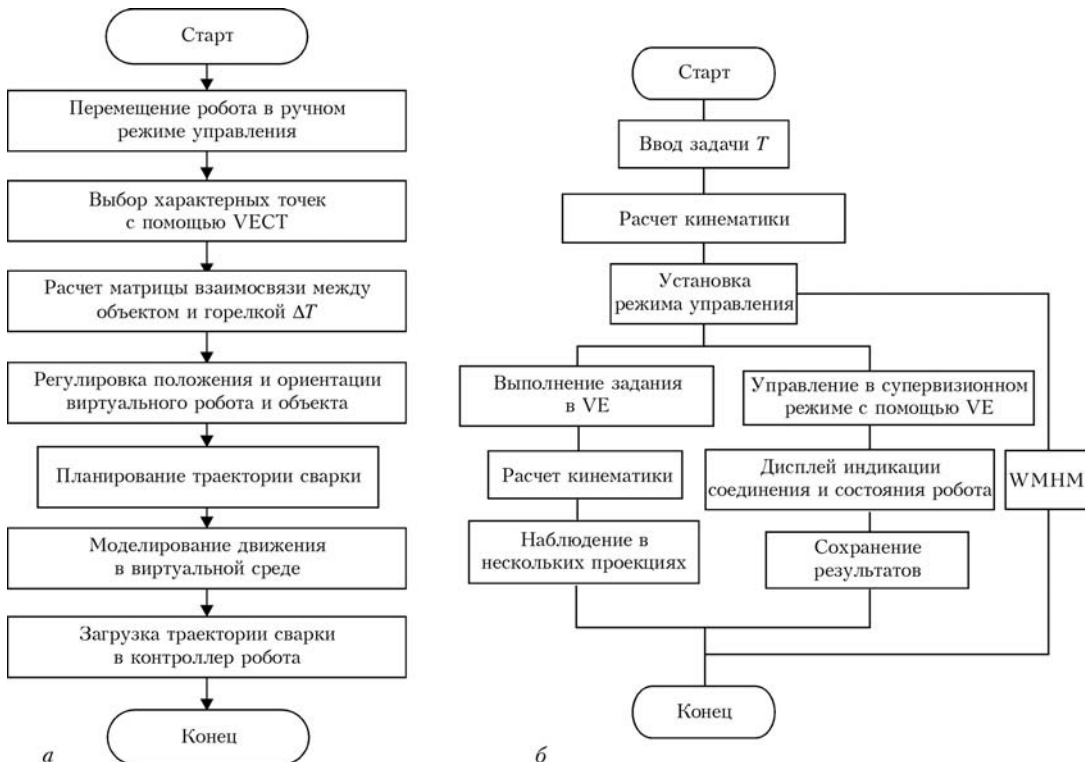 Старт
Перемещение робота в ручном
режиме управления
Выбор характерных точек
с помощью VECT
Расчет матрицы взаимосвязи между
объектом и горелкой ΔT
Регулировка положения и ориентации
виртуального робота и объекта
Планирование траектории сварки
Моделирование движения
в виртуальной среде
Загрузка траектории сварки
в контроллер робота
Конец
а
Старт
Ввод задачи T
Расчет кинематики
Установка
режима управления
Выполнение задания
в VE
Расчет кинематики
Наблюдение в
нескольких проекциях
Управление в супервизионном
режиме с помощью VE
Дисплей индикации
соединения и состояния робота
Сохранение
результатов
WMHM
Конец
б